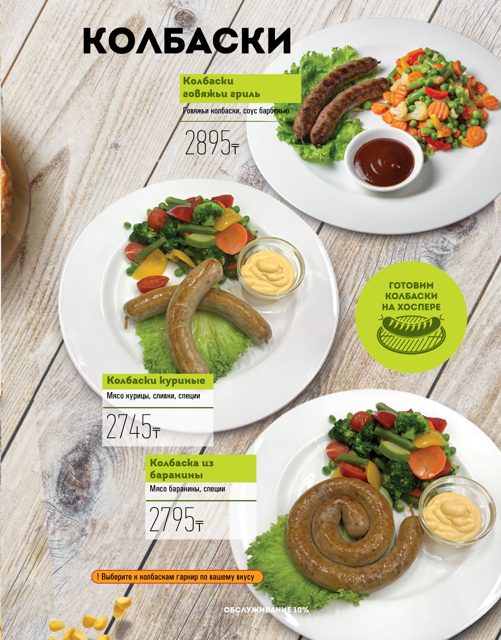 КОЛБАСКИ
Колбаски
говяжьи гриль
Говяжьи колбаски, соус барбекью
2895₸
ГОТОВИМ
КОЛБАСКИ
НА ХОСПЕРЕ
Колбаски куриные
Мясо курицы, сливки, специи
2745₸
Колбаска из
баранины
Мясо баранины, специи
2795₸
! Выберите к колбаскам гарнир по вашему вкусу
ОБСЛУЖИВАНИЕ 10%